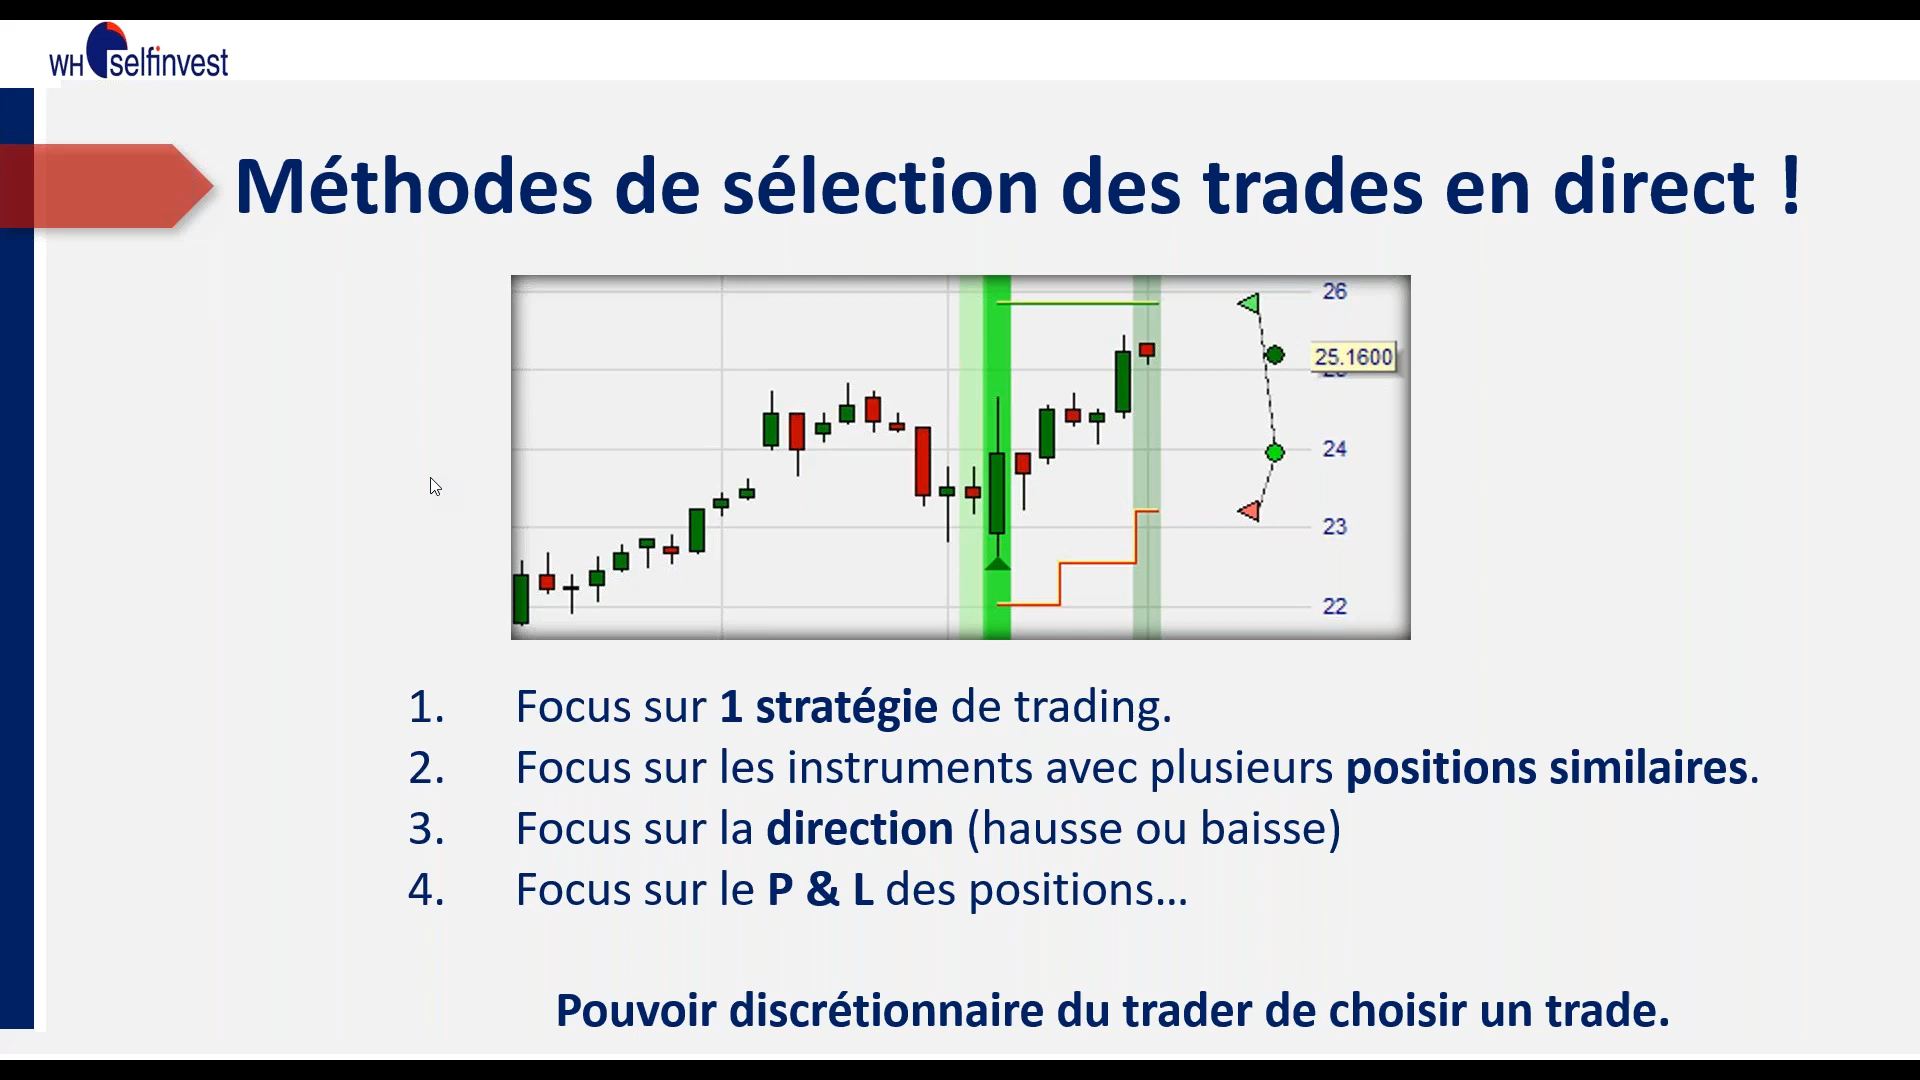 WH selfinvest
Méthodes de sélection des trades en direct !
26
25.1600
24
23
22
1. Focus sur 1 stratégie de trading.
2. Focus sur les instruments avec plusieurs positions similaires.
3. Focus sur la direction (hausse ou baisse)
4. Focus sur le P & L des positions...
Pouvoir discrétionnaire du trader de choisir un trade.